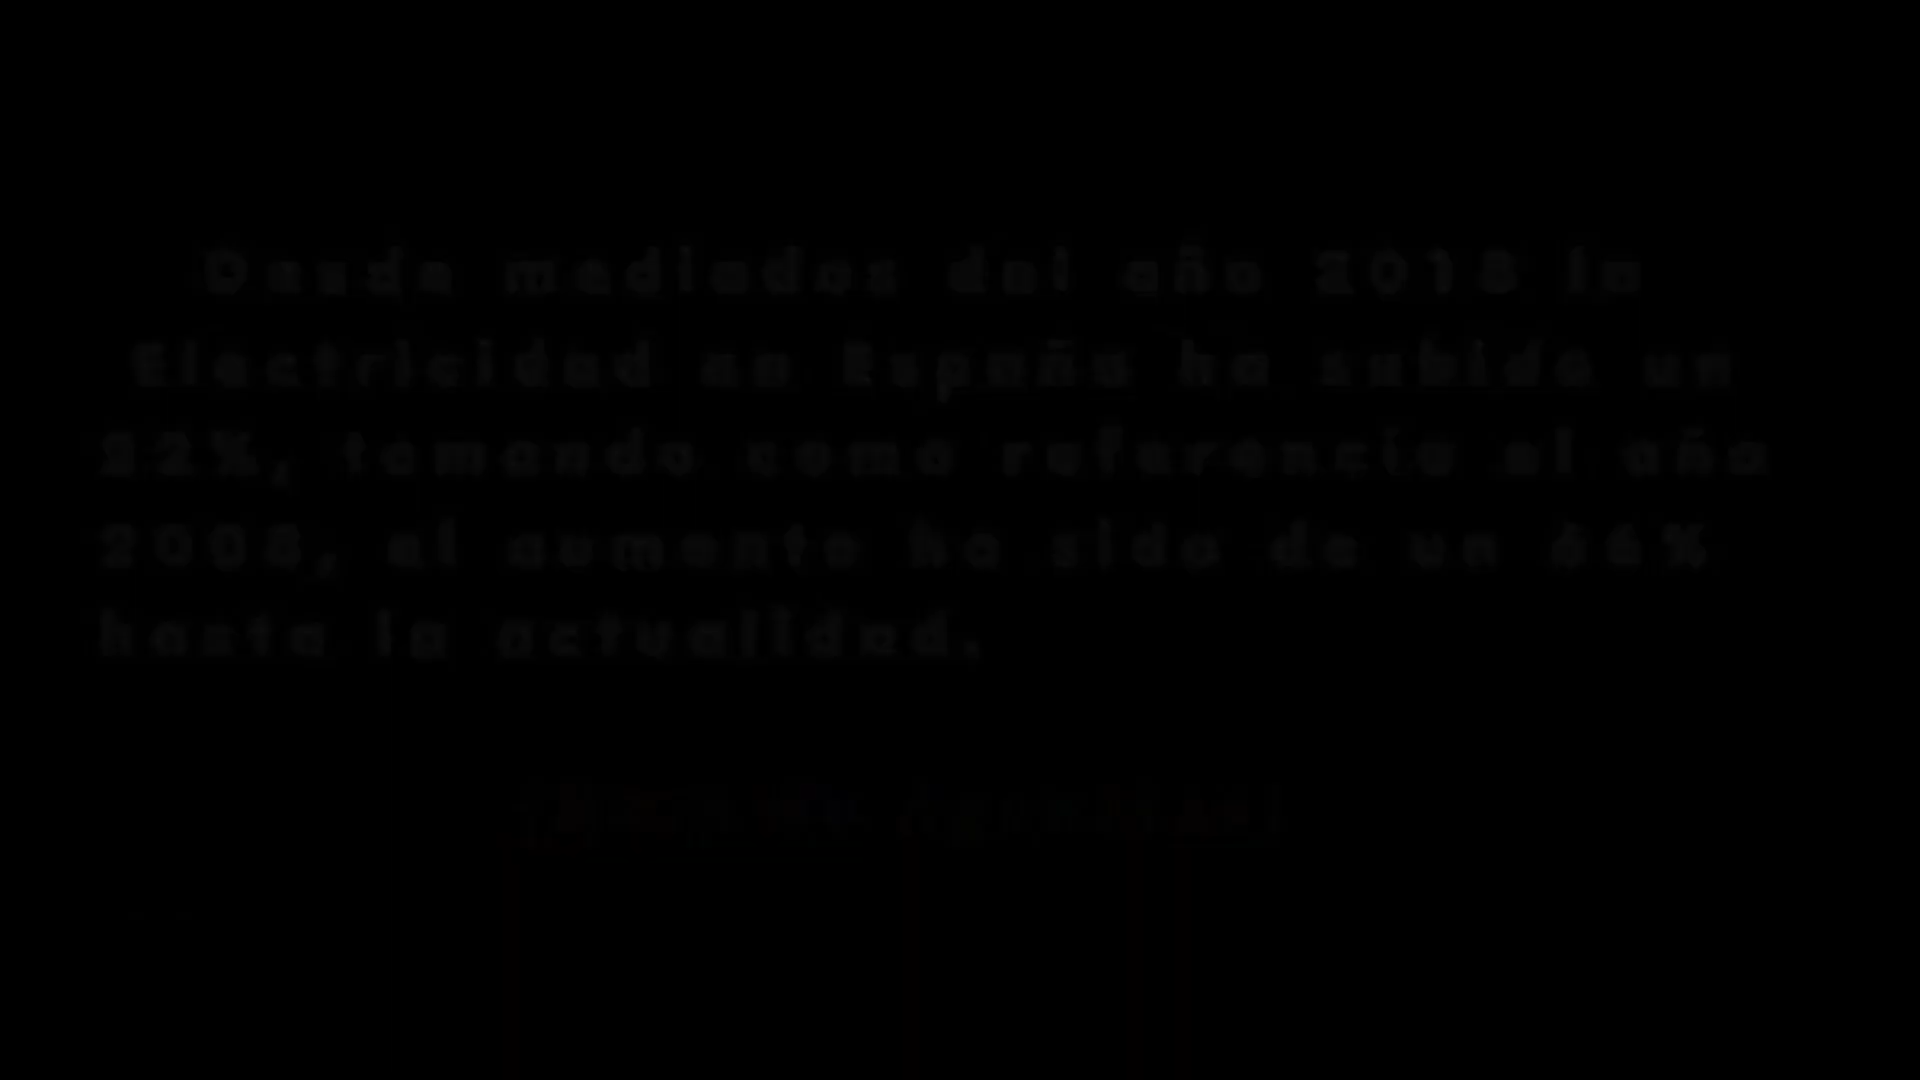 Desde mediados del año 2018 la
Electricidad en España ha subido un
22%, tomando como referencia el año
2008, el aumento ha sido de un 66%
hasta la actualidad.